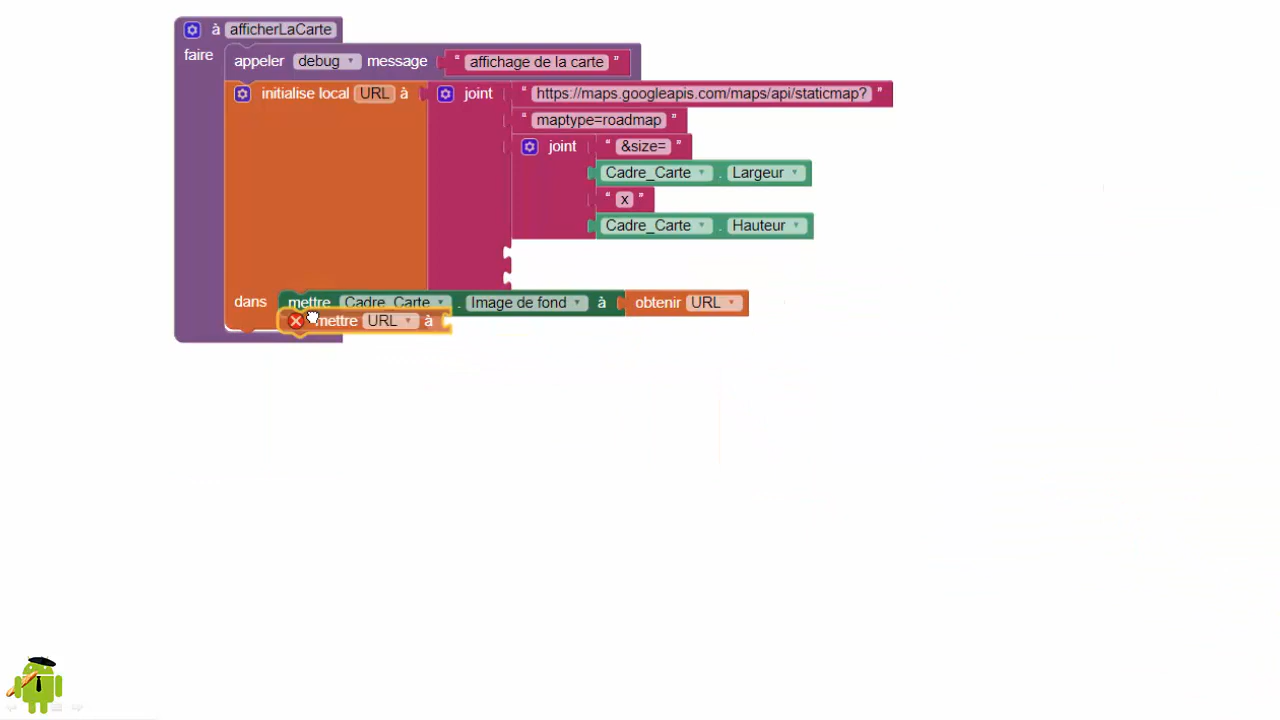 à afficherLaCarte
faire appeler debug message " affichage de la carte "
initialise local URL à joint " https://maps.googleapis.com/maps/api/staticmap? "
" maptype=roadmap "
joint " &size= "
Cadre_Carte . Largeur
" x "
Cadre_Carte . Hauteur
dans mettre Cadre_Carte . Image de fond à obtenir URL
mettre URL à